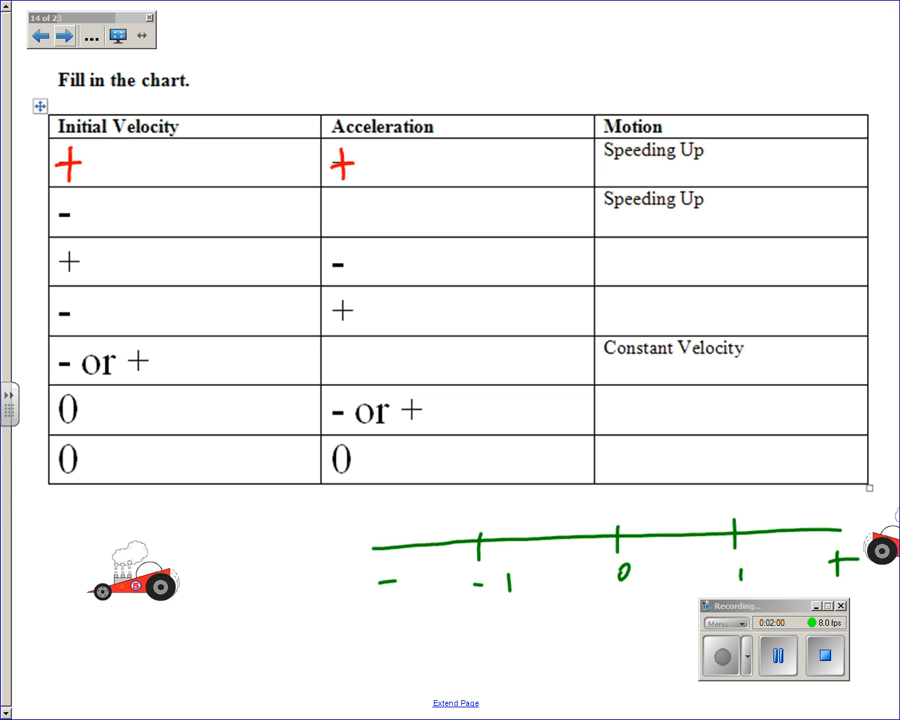 14 of 23
...
Fill in the chart.
Initial Velocity Acceleration Motion
+ + Speeding Up
- Speeding Up
+ -
- +
- or + Constant Velocity
0 - or +
0 0
- -1 0 1 +
5
Recording...
Menu 0:02:00 8.0 fps
Extend Page